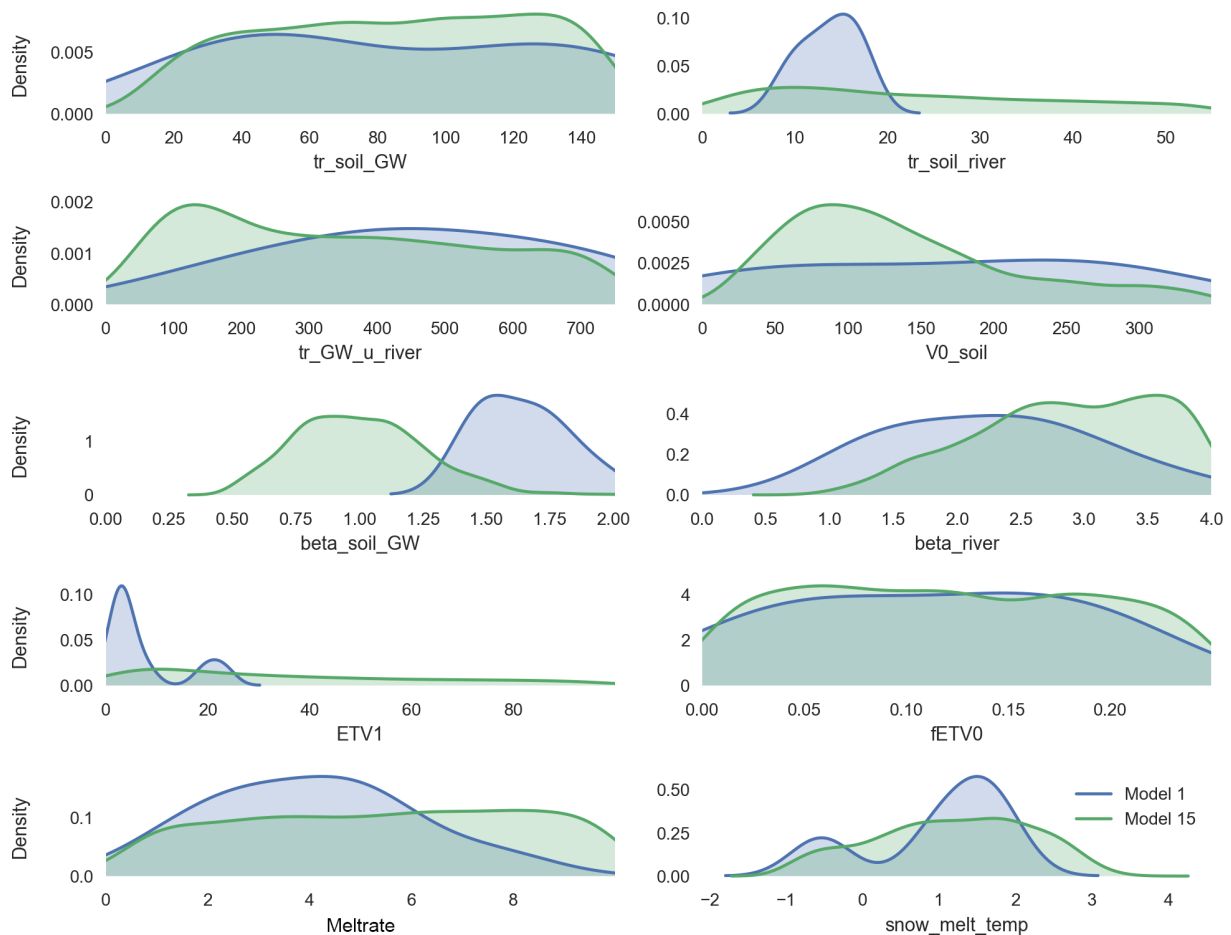 Density
0.005
0.000
0 20 40 60 80 100 120 140
tr_soil_GW
0.10
0.05
0.00
0 10 20 30 40 50
tr_soil_river
Density
0.002
0.001
0.000
0 100 200 300 400 500 600 700
tr_GW_u_river
0.0050
0.0025
0.0000
0 50 100 150 200 250 300
V0_soil
Density
1
0
0.00 0.25 0.50 0.75 1.00 1.25 1.50 1.75 2.00
beta_soil_GW
0.4
0.2
0.0
0.0 0.5 1.0 1.5 2.0 2.5 3.0 3.5 4.0
beta_river
Density
0.10
0.05
0.00
0 20 40 60 80
ETV1
4
2
0
0.00 0.05 0.10 0.15 0.20
fETV0
Density
0.1
0.0
0 2 4 6 8
Meltrate
0.50
0.25
0.00
Model 1
Model 15
−2 −1 0 1 2 3 4
snow_melt_temp